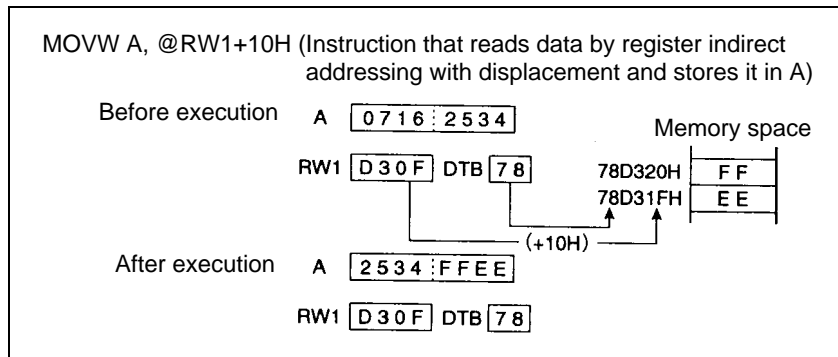 MOVW A, @RW1+10H (Instruction that reads data by register indirect
addressing with displacement and stores it in A)
Before execution A 0716 2534
Memory space
RW1 D30F DTB 78 78D320H FF
78D31FH EE
(+10H)
After execution A 2534 FFEE
RW1 D30F DTB 78